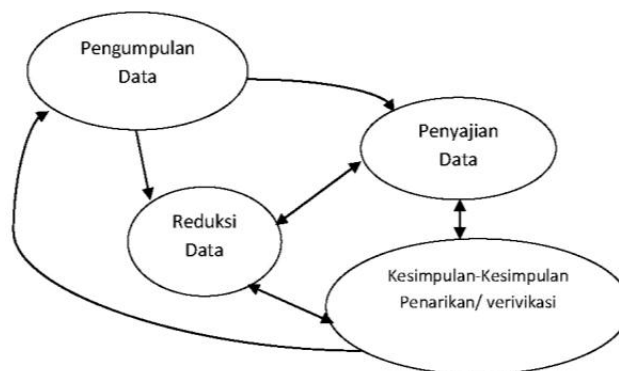 Pengumpulan
Data
Penyajian
Data
Reduksi
Data
Kesimpulan-Kesimpulan
Penarikan/ verivikasi